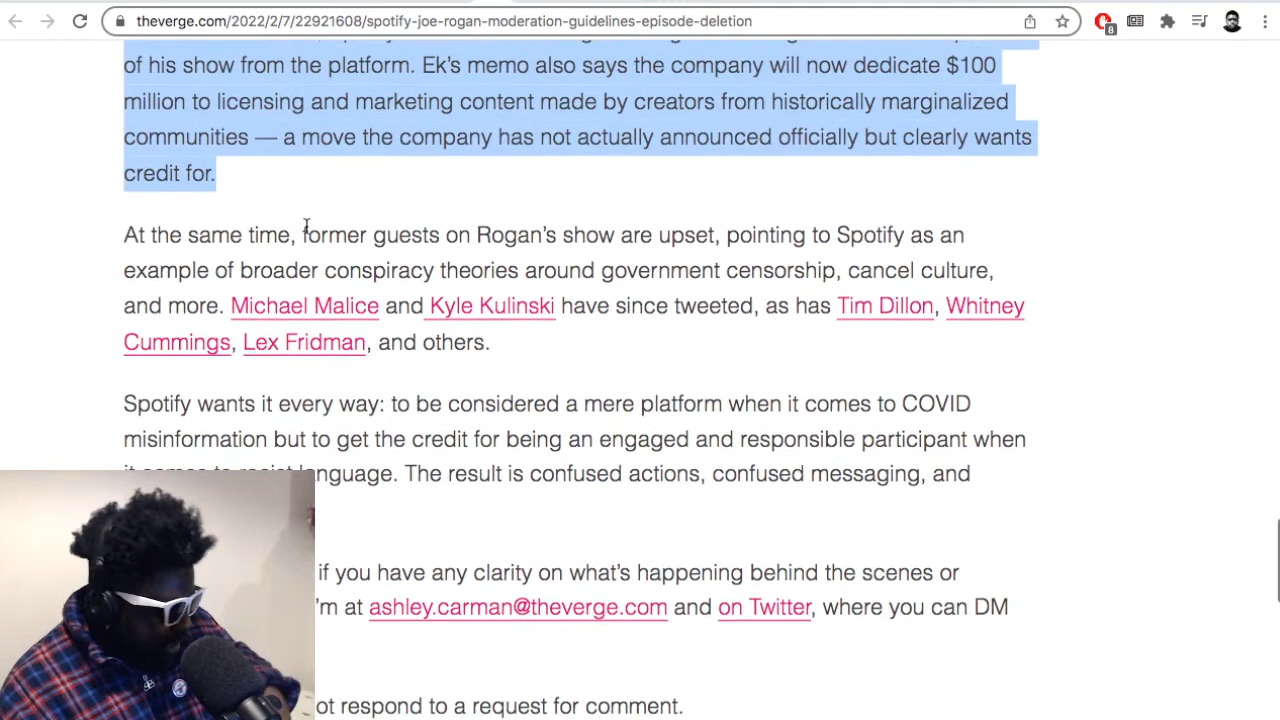 theverge.com/2022/2/7/22921608/spotify-joe-rogan-moderation-guidelines-episode-deletion
8
of his show from the platform. Ek's memo also says the company will now dedicate $100
million to licensing and marketing content made by creators from historically marginalized
communities — a move the company has not actually announced officially but clearly wants
credit for.
At the same time, former guests on Rogan's show are upset, pointing to Spotify as an
example of broader conspiracy theories around government censorship, cancel culture,
and more. Michael Malice and Kyle Kulinski have since tweeted, as has Tim Dillon, Whitney
Cummings, Lex Fridman, and others.
Spotify wants it every way: to be considered a mere platform when it comes to COVID
misinformation but to get the credit for being an engaged and responsible participant when
language. The result is confused actions, confused messaging, and
if you have any clarity on what's happening behind the scenes or
'm at ashley.carman@theverge.com and on Twitter, where you can DM
ot respond to a request for comment.